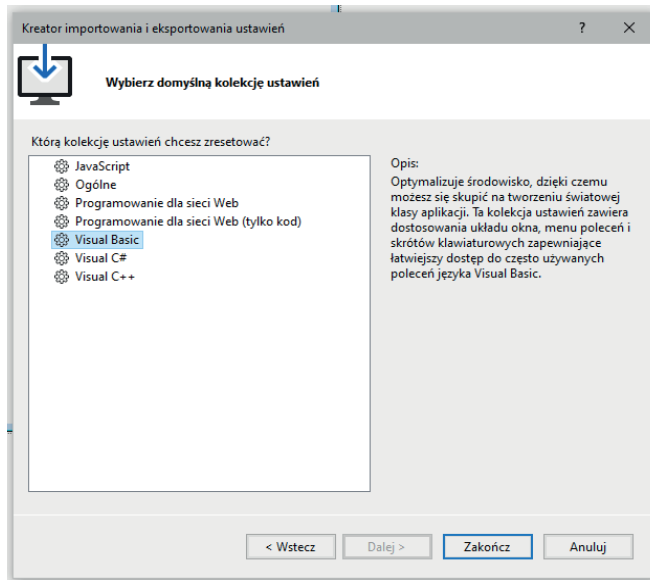 Kreator importowania i eksportowania ustawień
Wybierz domyślną kolekcję ustawień
Którą kolekcję ustawień chcesz zresetować?
JavaScript
Ogólne
Programowanie dla sieci Web
Programowanie dla sieci Web (tylko kod)
Visual Basic
Visual C#
Visual C++
Opis:
Optymalizuje środowisko, dzięki czemu
możesz się skupić na tworzeniu światowej
klasy aplikacji. Ta kolekcja ustawień zawiera
dostosowania układu okna, menu poleceń i
skrótów klawiaturowych zapewniające
łatwiejszy dostęp do często używanych
poleceń języka Visual Basic.
< Wstecz
Dalej >
Zakończ
Anuluj